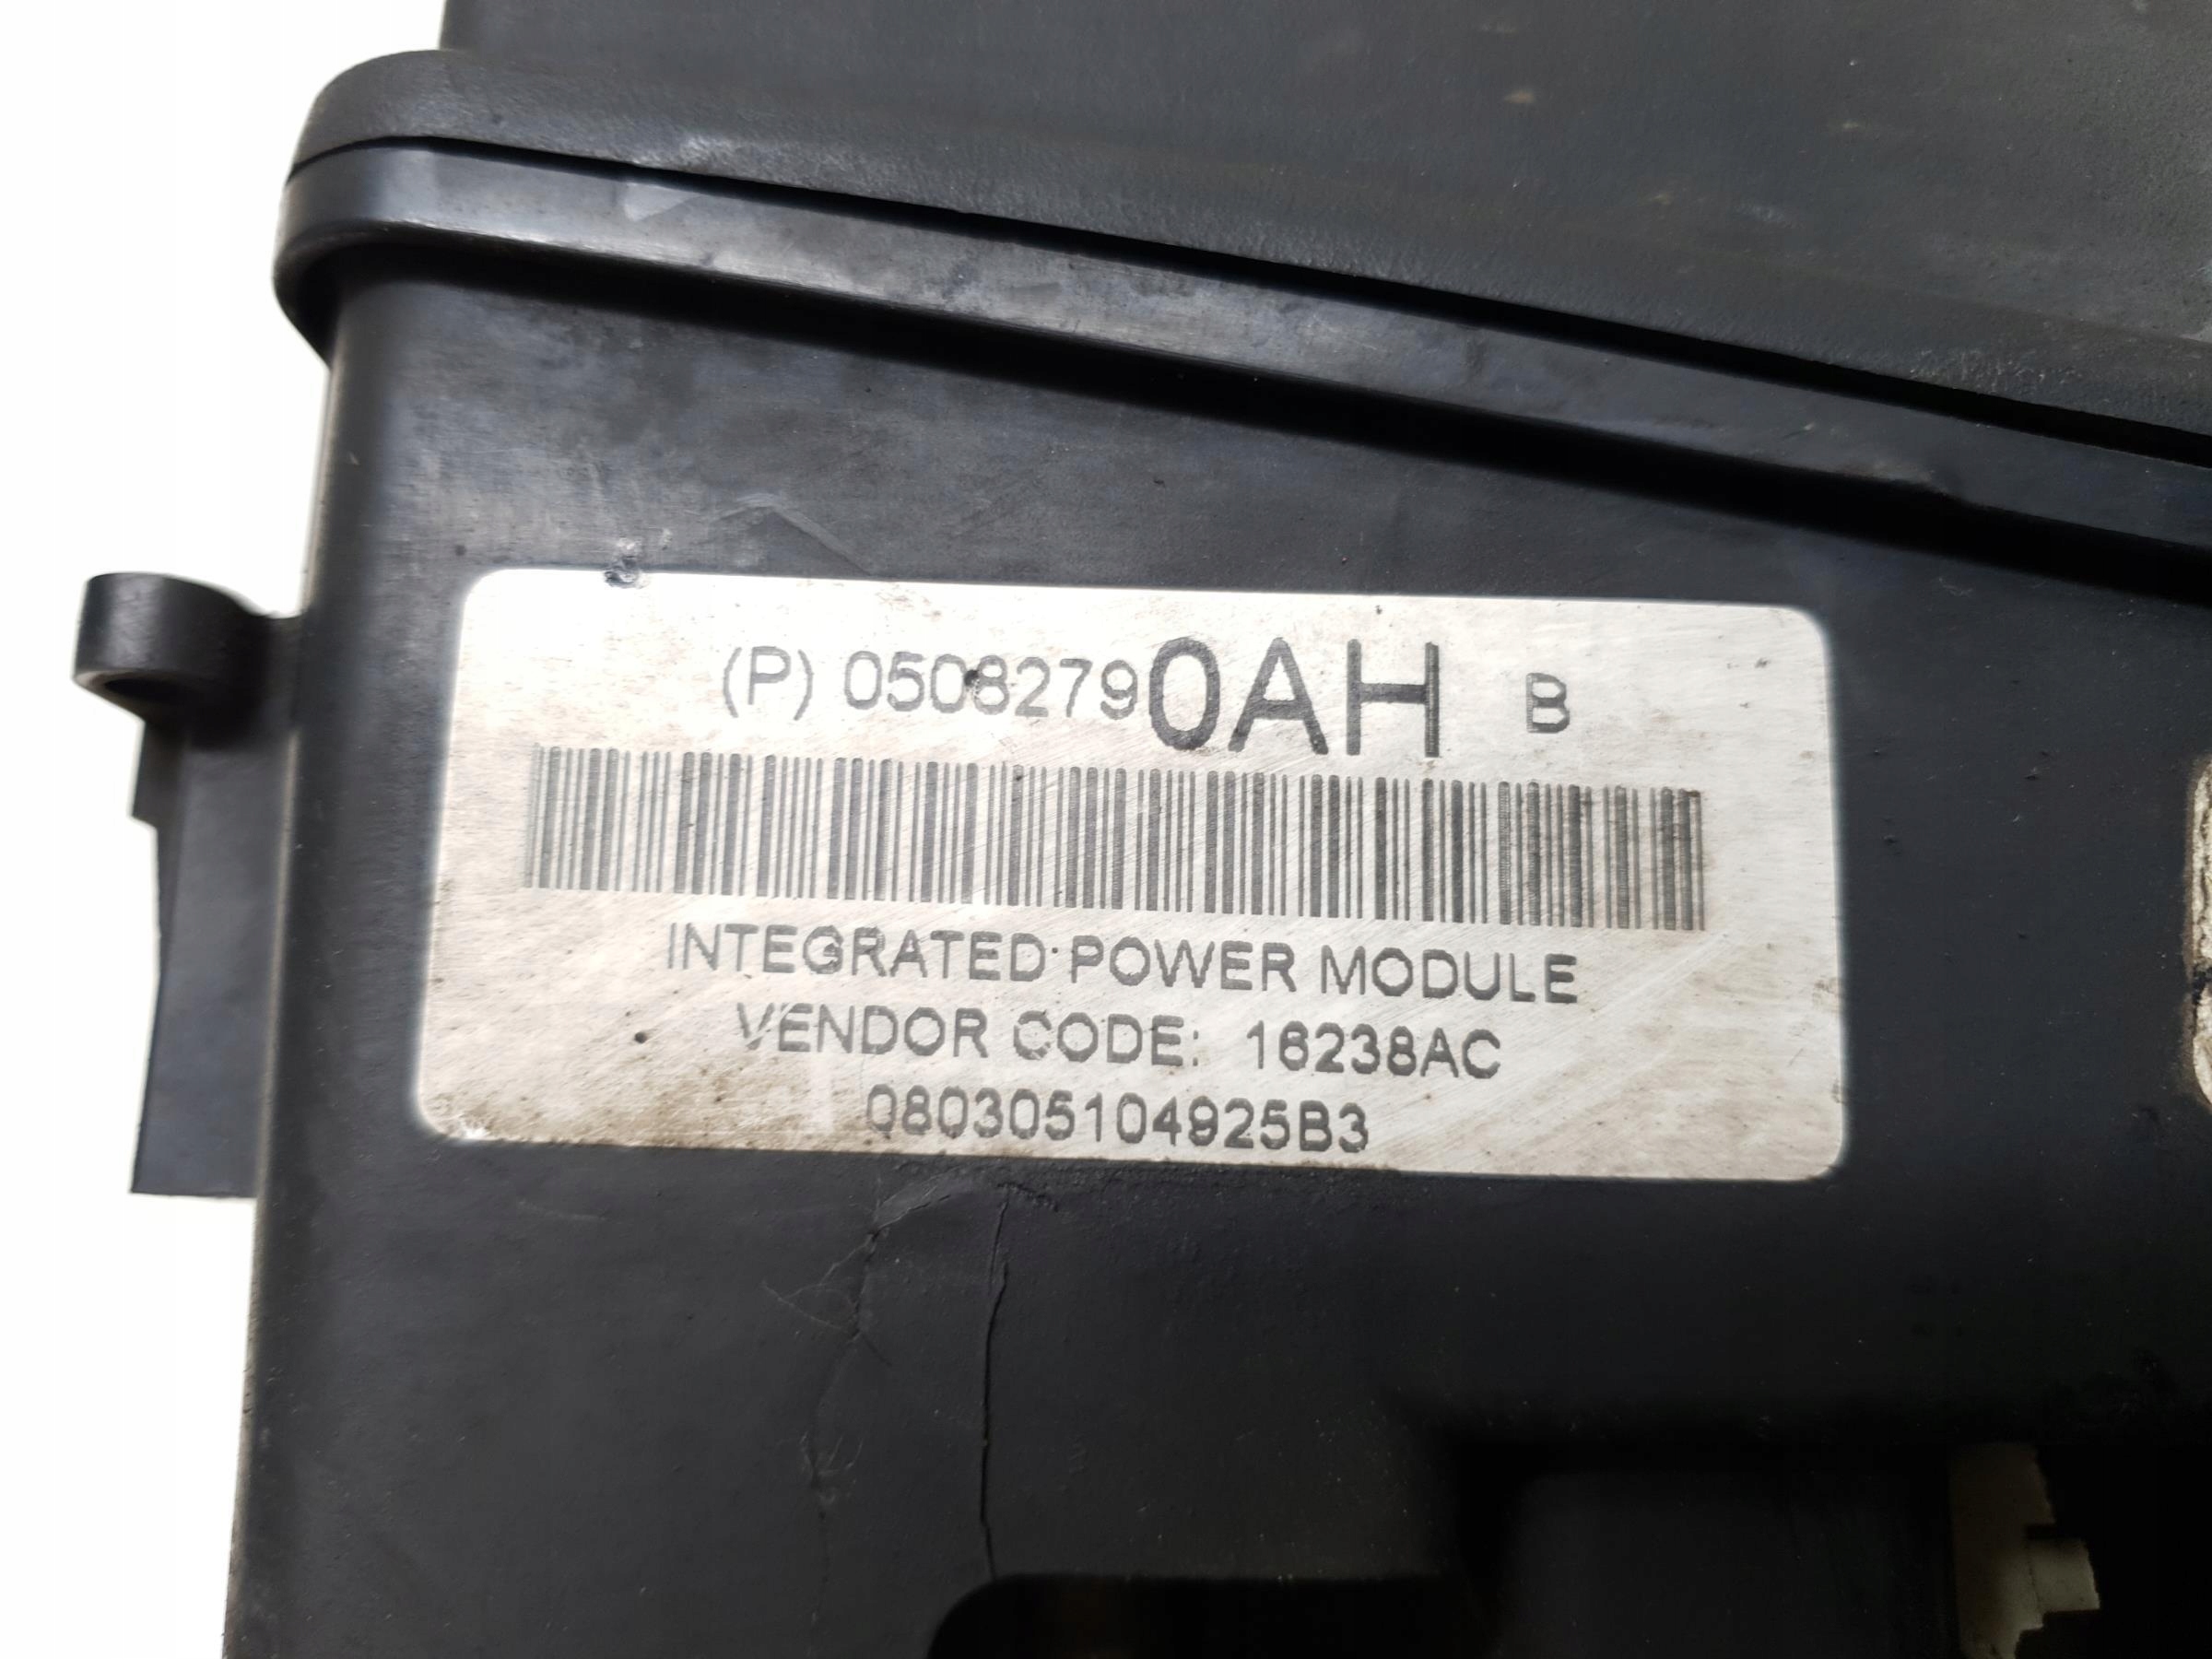 (P) 05082790AH B
INTEGRATED POWER MODULE
VENDOR CODE: 16238AC
080305104925B3